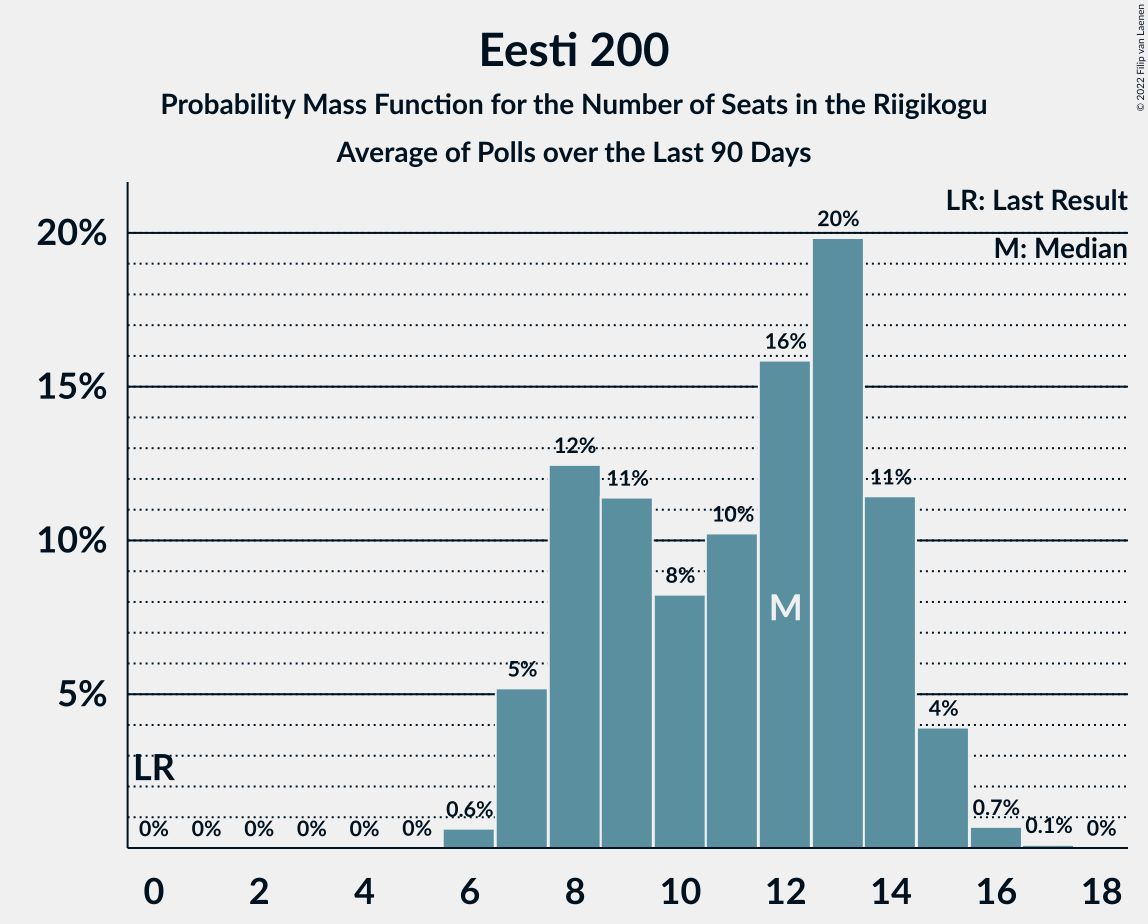 Eesti 200
Probability Mass Function for the Number of Seats in the Riigikogu
Average of Polls over the Last 90 Days
© 2022 Filip van Laenen
LR: Last Result
M: Median
20%
15%
10%
5%
LR
0%
0%
0%
0%
0%
0%
0.6%
5%
12%
11%
8%
10%
16%
M
20%
11%
4%
0.7%
0.1%
0%
0 2 4 6 8 10 12 14 16 18